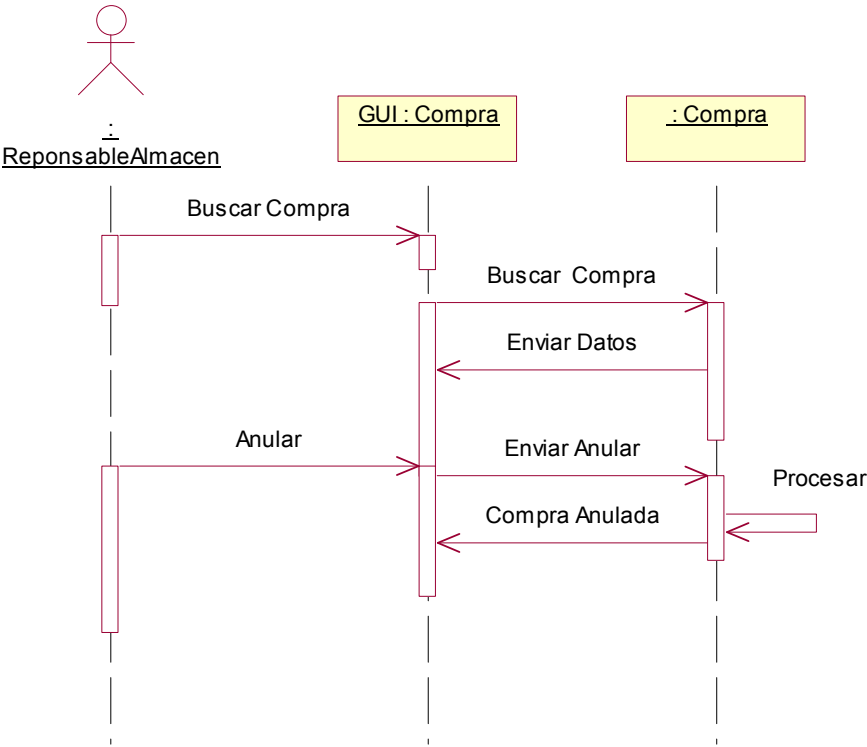 :
ReponsableAlmacen
GUI : Compra
: Compra
Buscar Compra
Buscar Compra
Enviar Datos
Anular
Enviar Anular
Procesar
Compra Anulada